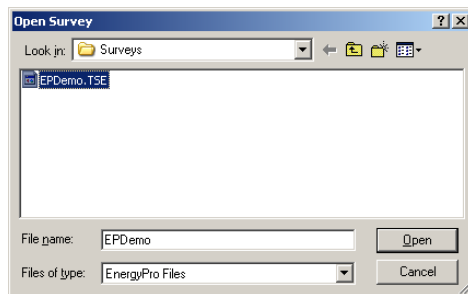 Open Survey
Look in: Surveys
EPDemo.TSE
File name: EPDemo Open
Files of type: EnergyPro Files Cancel